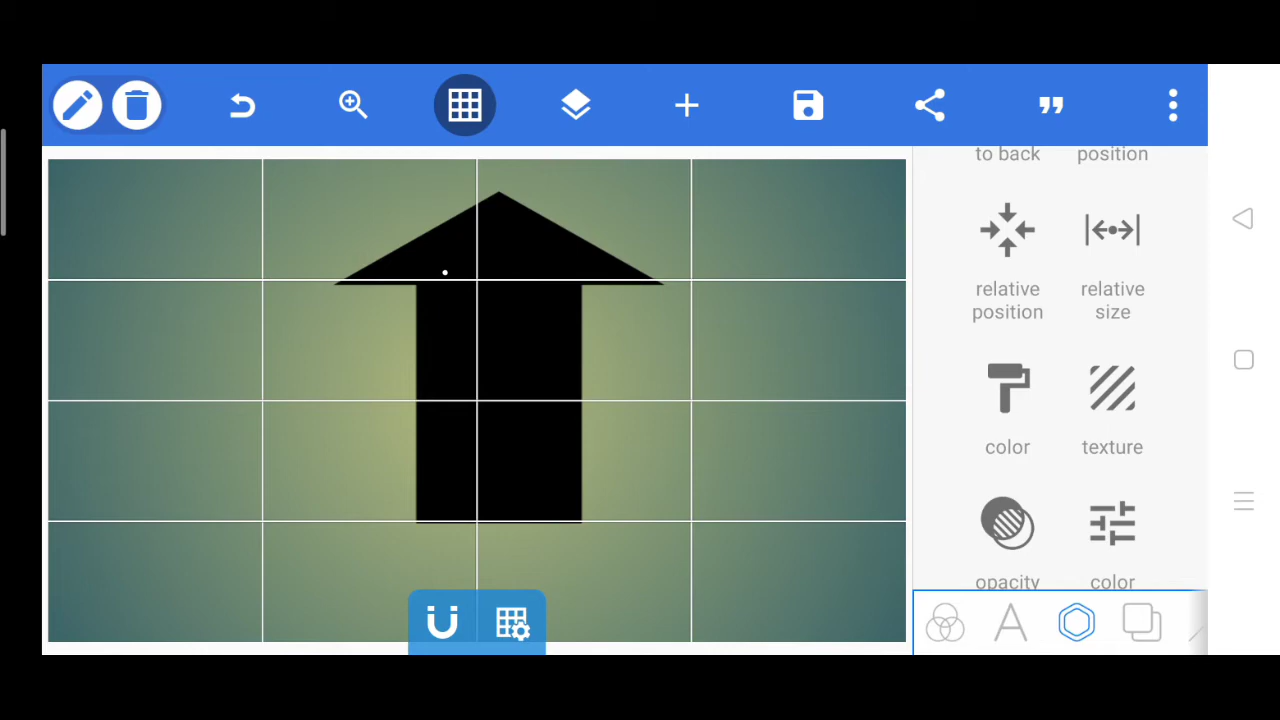 to back
position
relative position
relative size
color
texture
opacity
color